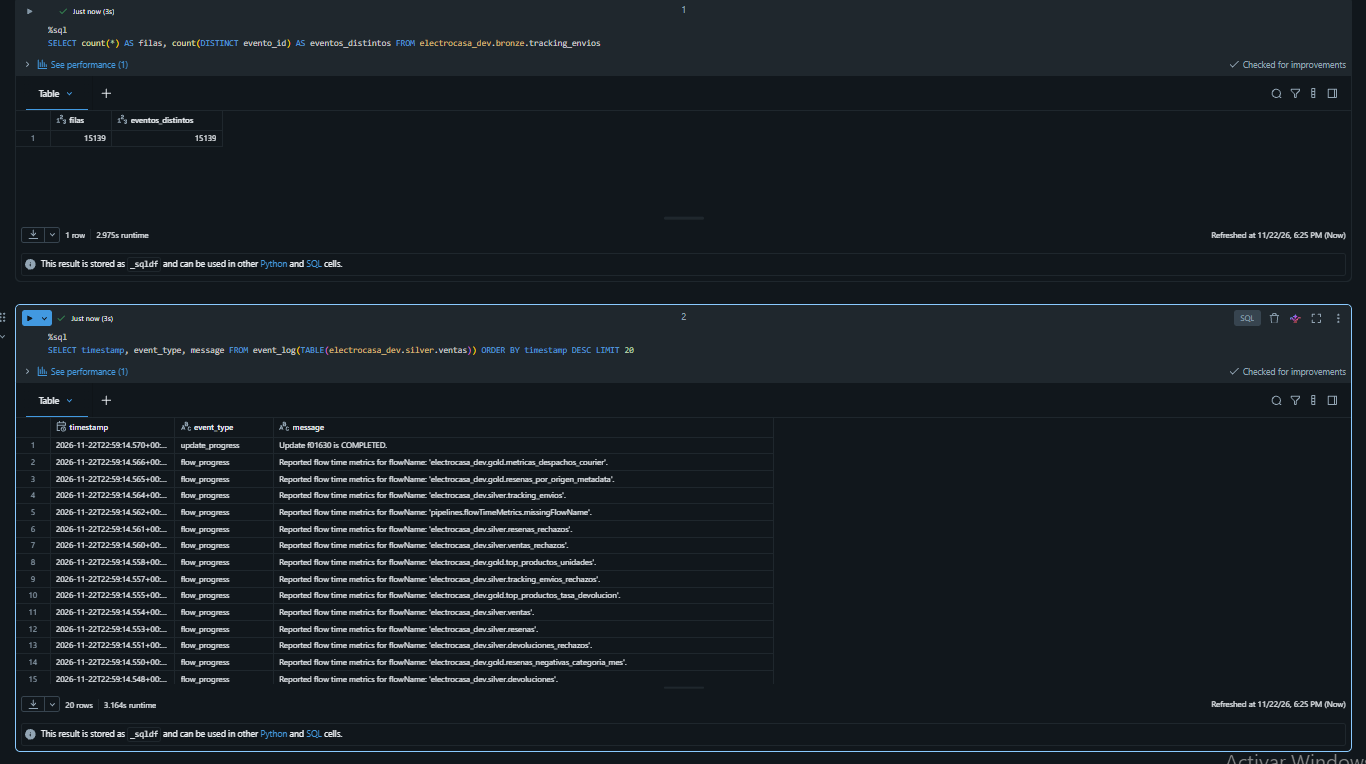 Just now (3s)
1
%sql
SELECT count(*) AS filas, count(DISTINCT evento_id) AS eventos_distintos FROM electrocasa_dev.bronze.tracking_envios
See performance (1)
Checked for improvements
Table
filas eventos_distintos
1 15139 15139
1 row 2.975s runtime
Refreshed at 11/22/26, 6:25 PM (Now)
This result is stored as _sqldf and can be used in other Python and SQL cells.
Just now (3s)
2
SQL
%sql
SELECT timestamp, event_type, message FROM event_log(TABLE(electrocasa_dev.silver.ventas)) ORDER BY timestamp DESC LIMIT 20
See performance (1)
Checked for improvements
Table
timestamp event_type message
1 2026-11-22T22:59:14.570+00:... update_progress Update f01630 is COMPLETED.
2 2026-11-22T22:59:14.566+00:... flow_progress Reported flow time metrics for flowName: 'electrocasa_dev.gold.metricas_despachos_courier'.
3 2026-11-22T22:59:14.565+00:... flow_progress Reported flow time metrics for flowName: 'electrocasa_dev.gold.resenas_por_origen_metadata'.
4 2026-11-22T22:59:14.564+00:... flow_progress Reported flow time metrics for flowName: 'electrocasa_dev.silver.tracking_envios'.
5 2026-11-22T22:59:14.562+00:... flow_progress Reported flow time metrics for flowName: 'pipelines.flowTimeMetrics.missingFlowName'.
6 2026-11-22T22:59:14.561+00:... flow_progress Reported flow time metrics for flowName: 'electrocasa_dev.silver.resenas_rechazos'.
7 2026-11-22T22:59:14.560+00:... flow_progress Reported flow time metrics for flowName: 'electrocasa_dev.silver.ventas_rechazos'.
8 2026-11-22T22:59:14.558+00:... flow_progress Reported flow time metrics for flowName: 'electrocasa_dev.gold.top_productos_unidades'.
9 2026-11-22T22:59:14.557+00:... flow_progress Reported flow time metrics for flowName: 'electrocasa_dev.silver.tracking_envios_rechazos'.
10 2026-11-22T22:59:14.555+00:... flow_progress Reported flow time metrics for flowName: 'electrocasa_dev.gold.top_productos_tasa_devolucion'.
11 2026-11-22T22:59:14.554+00:... flow_progress Reported flow time metrics for flowName: 'electrocasa_dev.silver.ventas'.
12 2026-11-22T22:59:14.553+00:... flow_progress Reported flow time metrics for flowName: 'electrocasa_dev.silver.resenas'.
13 2026-11-22T22:59:14.551+00:... flow_progress Reported flow time metrics for flowName: 'electrocasa_dev.silver.devoluciones_rechazos'.
14 2026-11-22T22:59:14.550+00:... flow_progress Reported flow time metrics for flowName: 'electrocasa_dev.gold.resenas_negativas_categoria_mes'.
15 2026-11-22T22:59:14.548+00:... flow_progress Reported flow time metrics for flowName: 'electrocasa_dev.silver.devoluciones'.
20 rows 3.164s runtime
Refreshed at 11/22/26, 6:25 PM (Now)
This result is stored as _sqldf and can be used in other Python and SQL cells.
Activar Window